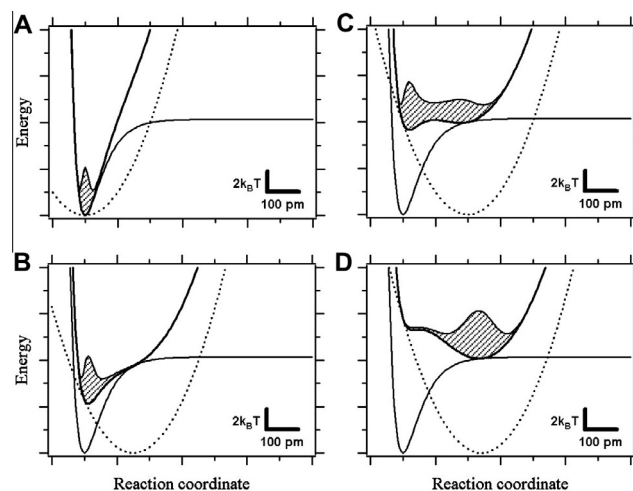 A
C
Energy
2kBT
100 pm
2kBT
100 pm
B
D
Energy
2kBT
100 pm
2kBT
100 pm
Reaction coordinate
Reaction coordinate